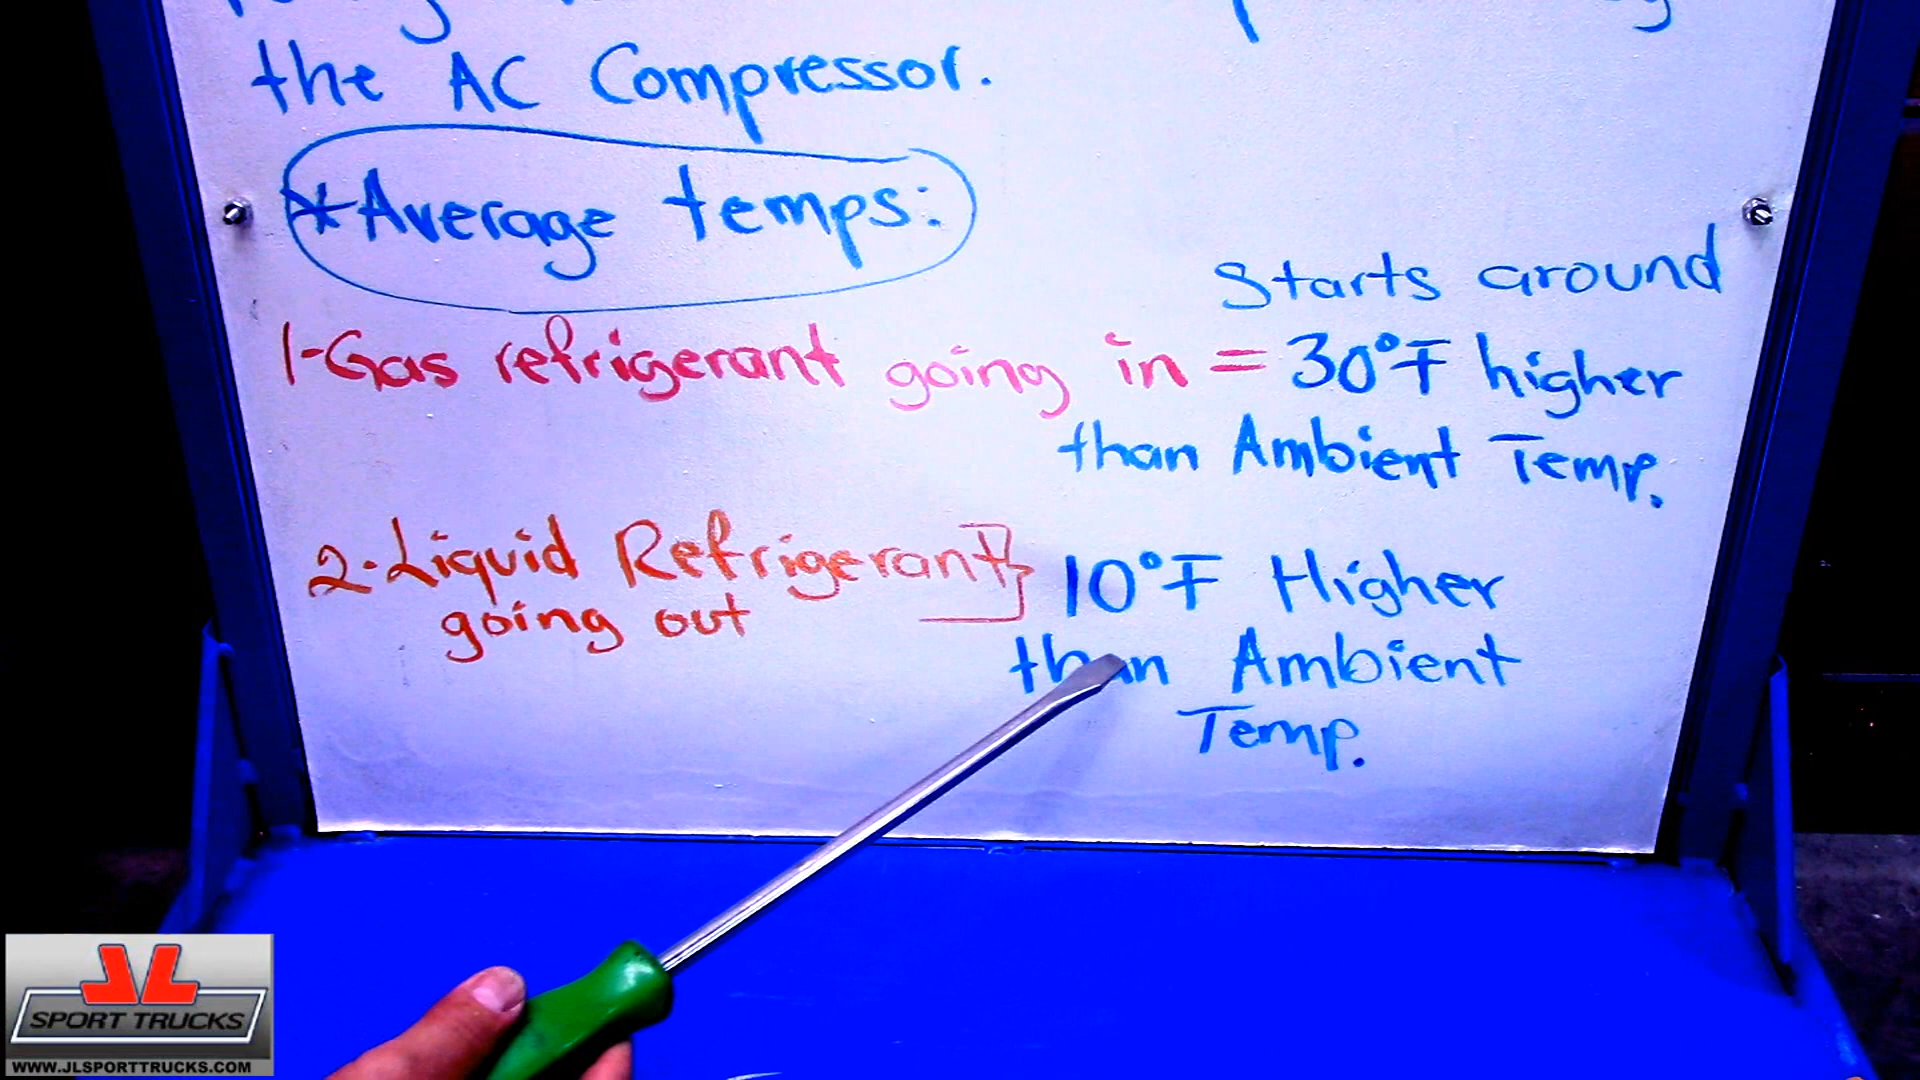 the AC Compressor.
*Average temps:
Starts around
1-Gas refrigerant going in = 30°F higher
than Ambient Temp.
2.Liquid Refrigerant } 10°F Higher
going out
than Ambient
Temp.
JL
SPORT TRUCKS
WWW.JLSPORTTRUCKS.COM